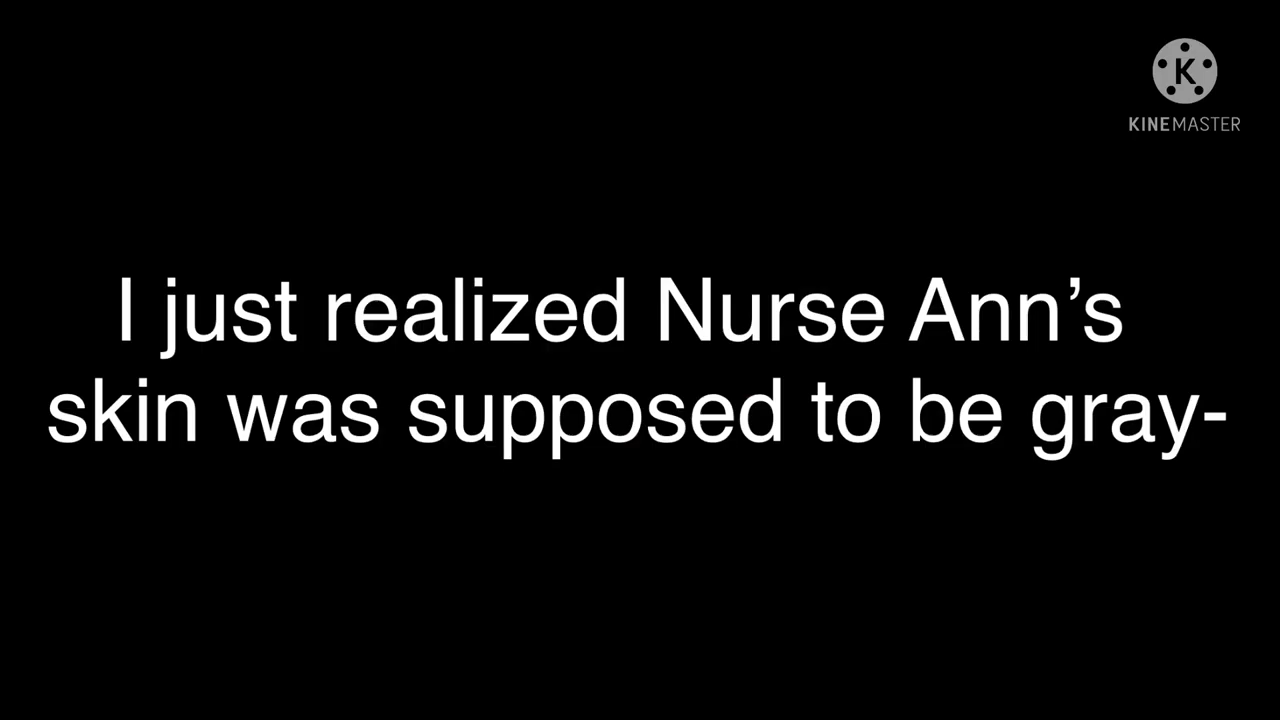 K
KINEMASTER
I just realized Nurse Ann’s
skin was supposed to be gray-